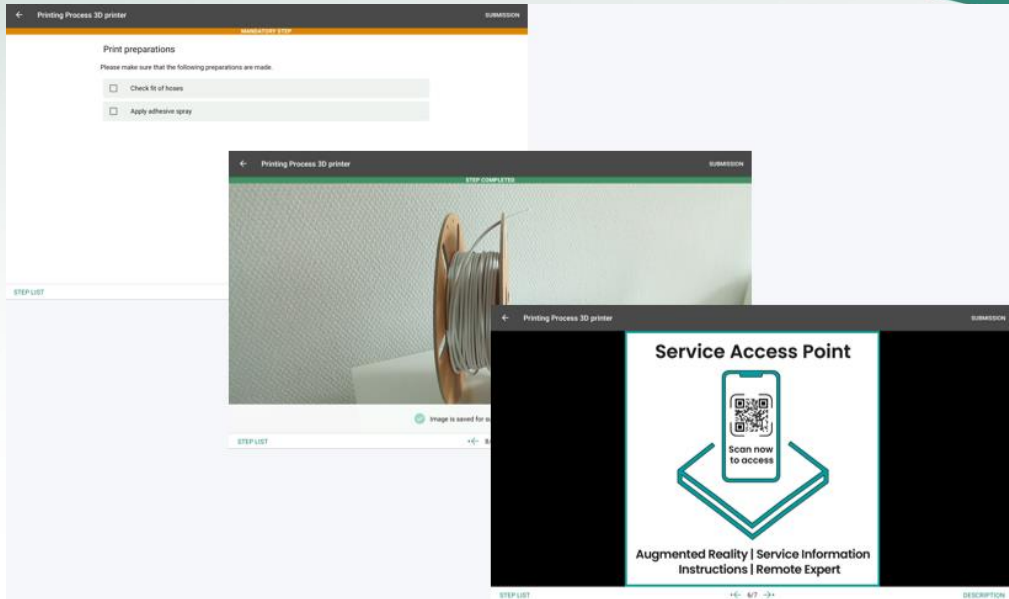 Printing Process 3D printer
SUBMISSION
MANDATORY STEP
Print preparations
Please make sure that the following preparations are made.
Check fit of hoses
Apply adhesive spray
STEP LIST
Printing Process 3D printer
SUBMISSION
STEP COMPLETED
Image is saved for
STEP LIST
Printing Process 3D printer
SUBMISSION
Service Access Point
Scan now
to access
Augmented Reality | Service Information
Instructions | Remote Expert
STEP LIST
6/7
DESCRIPTION